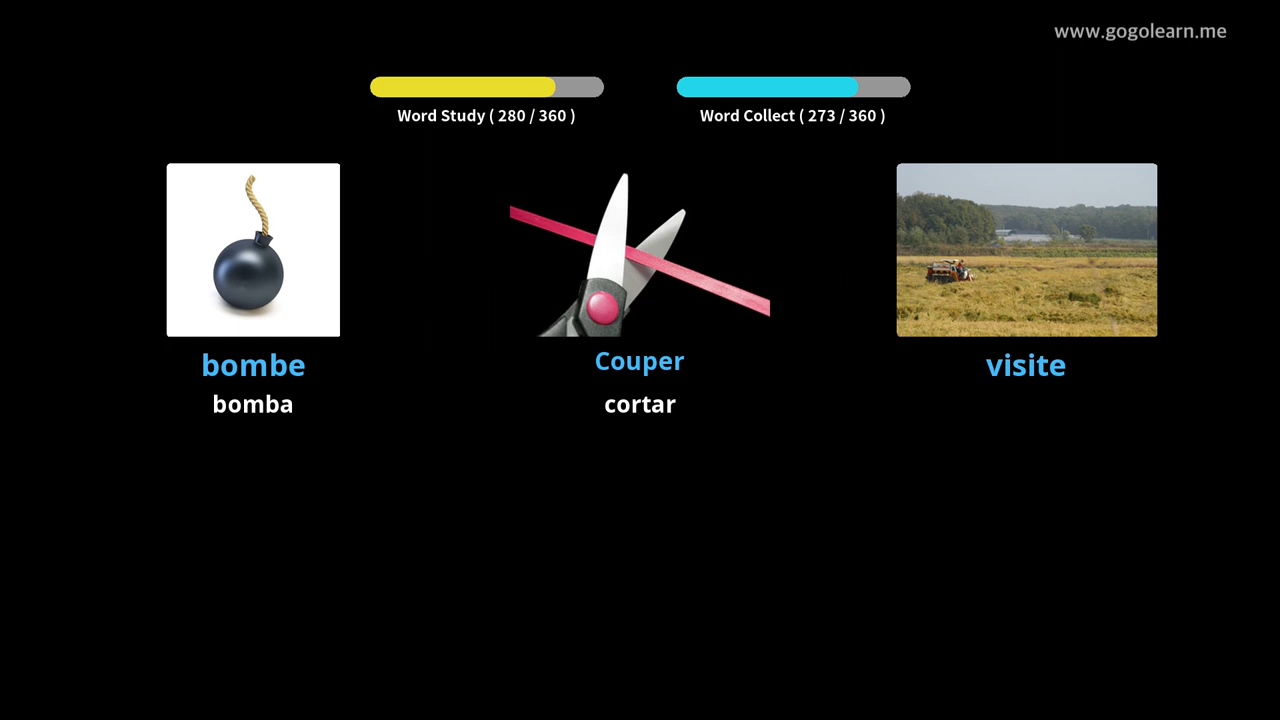 www.gogolearn.me
Word Study ( 280 / 360 )
Word Collect ( 273 / 360 )
bombe
bomba
Couper
cortar
visite